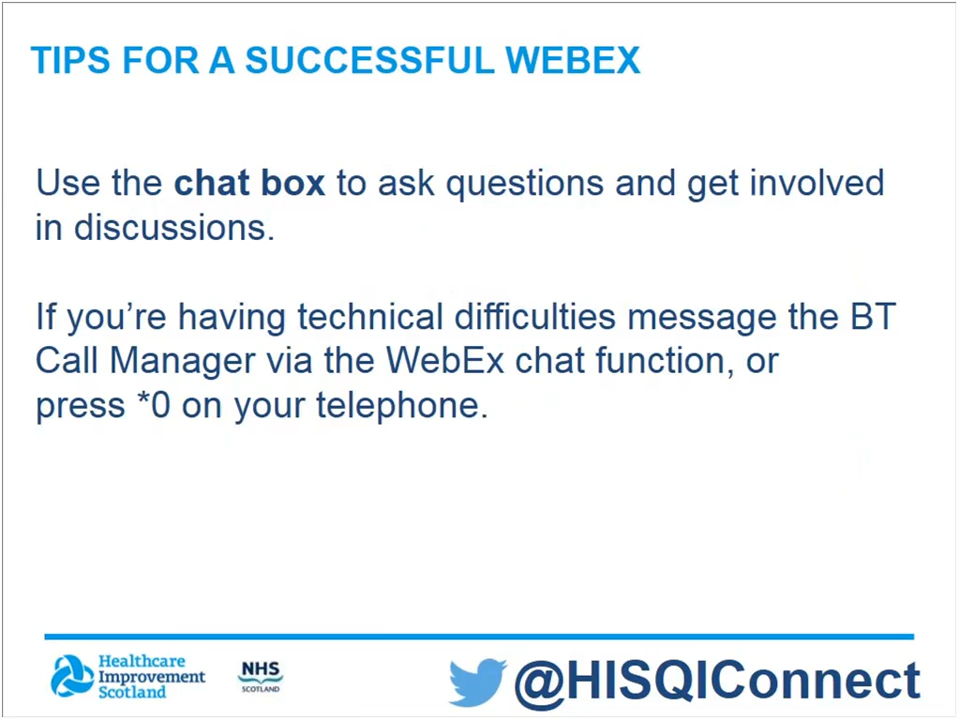 TIPS FOR A SUCCESSFUL WEBEX
Use the chat box to ask questions and get involved
in discussions.
If you’re having technical difficulties message the BT
Call Manager via the WebEx chat function, or
press *0 on your telephone.
Healthcare
Improvement
Scotland
NHS
SCOTLAND
@HISQIConnect